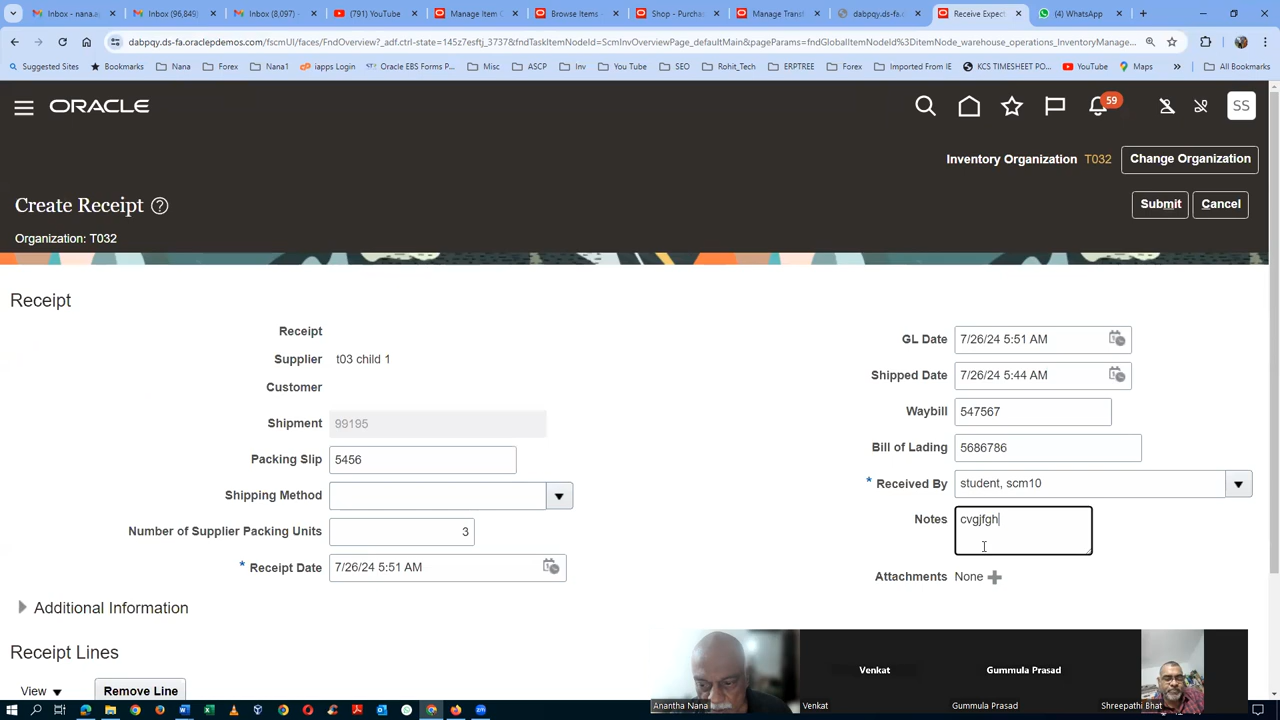 Inbox - nana.a
Inbox (96,849)
Inbox (8,097) -
(791) YouTube
Manage Item C
Browse Items
Shop - Purcha
Manage Transf
dabpqy.ds-fa.
Receive Expect
(4) WhatsApp
dabpqy.ds-fa.oraclepdemos.com/fscmUI/faces/FndOverview?_adf.ctrl-state=145z7esftj_3737&fndTaskItemNodeId=ScmInvOverviewPage_defaultMain&pageParams=fndGlobalItemNodeId%3DitemNode_warehouse_operations_InventoryManage...
Suggested Sites
Bookmarks
Nana
Forex
Nana1
iapps Login
Oracle EBS Forms P...
Misc
ASCP
Inv
You Tube
SEO
Rohit_Tech
ERPTREE
Forex
Imported From IE
KCS TIMESHEET PO...
YouTube
Maps
»
All Bookmarks
ORACLE
59
SS
Inventory Organization T032
Change Organization
Create Receipt ?
Submit
Cancel
Organization: T032
Receipt
Receipt
Supplier t03 child 1
Customer
Shipment 99195
Packing Slip 5456
Shipping Method
Number of Supplier Packing Units 3
* Receipt Date 7/26/24 5:51 AM
GL Date 7/26/24 5:51 AM
Shipped Date 7/26/24 5:44 AM
Waybill 547567
Bill of Lading 5686786
* Received By student, scm10
Notes cvgjfgh
Attachments None
Additional Information
Receipt Lines
View
Remove Line
Anantha Nana
Venkat
Venkat
Gummula Prasad
Gummula Prasad
Shreepathi Bhat